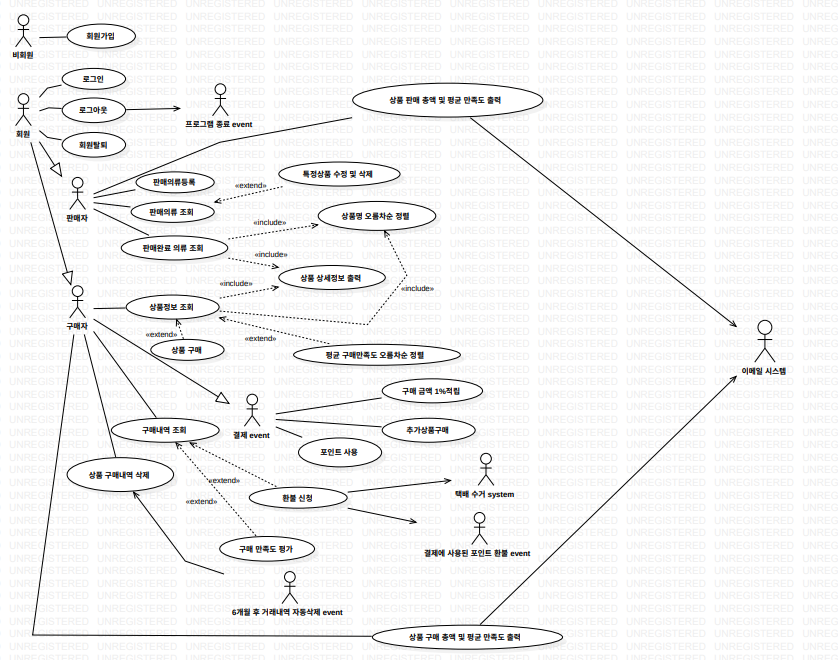 비회원
회원가입
로그인
회원
로그아웃
프로그램 종료 event
회원탈퇴
상품 판매 총액 및 평균 만족도 출력
판매자
판매의류등록
특정상품 수정 및 삭제
«extend»
판매의류 조회
상품명 오름차순 정렬
«include»
판매완료 의류 조회
«include»
상품 상세정보 출력
«include»
«include»
구매자
상품정보 조회
«extend»
«extend»
상품 구매
평균 구매만족도 오름차순 정렬
이메일 시스템
구매 금액 1%적립
결제 event
추가상품구매
구매내역 조회
포인트 사용
상품 구매내역 삭제
«extend»
«extend»
환불 신청
택배 수거 system
결제에 사용된 포인트 환불 event
구매 만족도 평가
6개월 후 거래내역 자동삭제 event
상품 구매 총액 및 평균 만족도 출력
UNREGISTERED